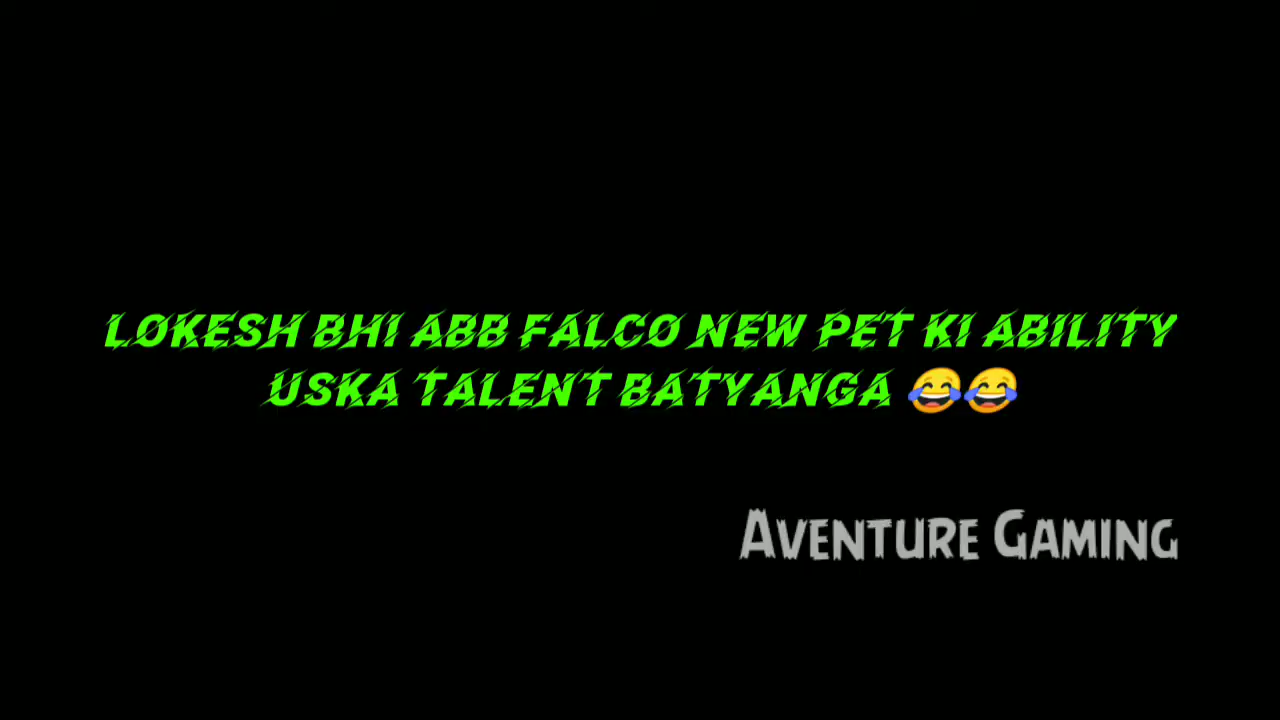 LOKESH BHI ABB FALCO NEW PET KI ABILITY
USKA TALENT BATYANGA 😂😂
AVENTURE GAMING